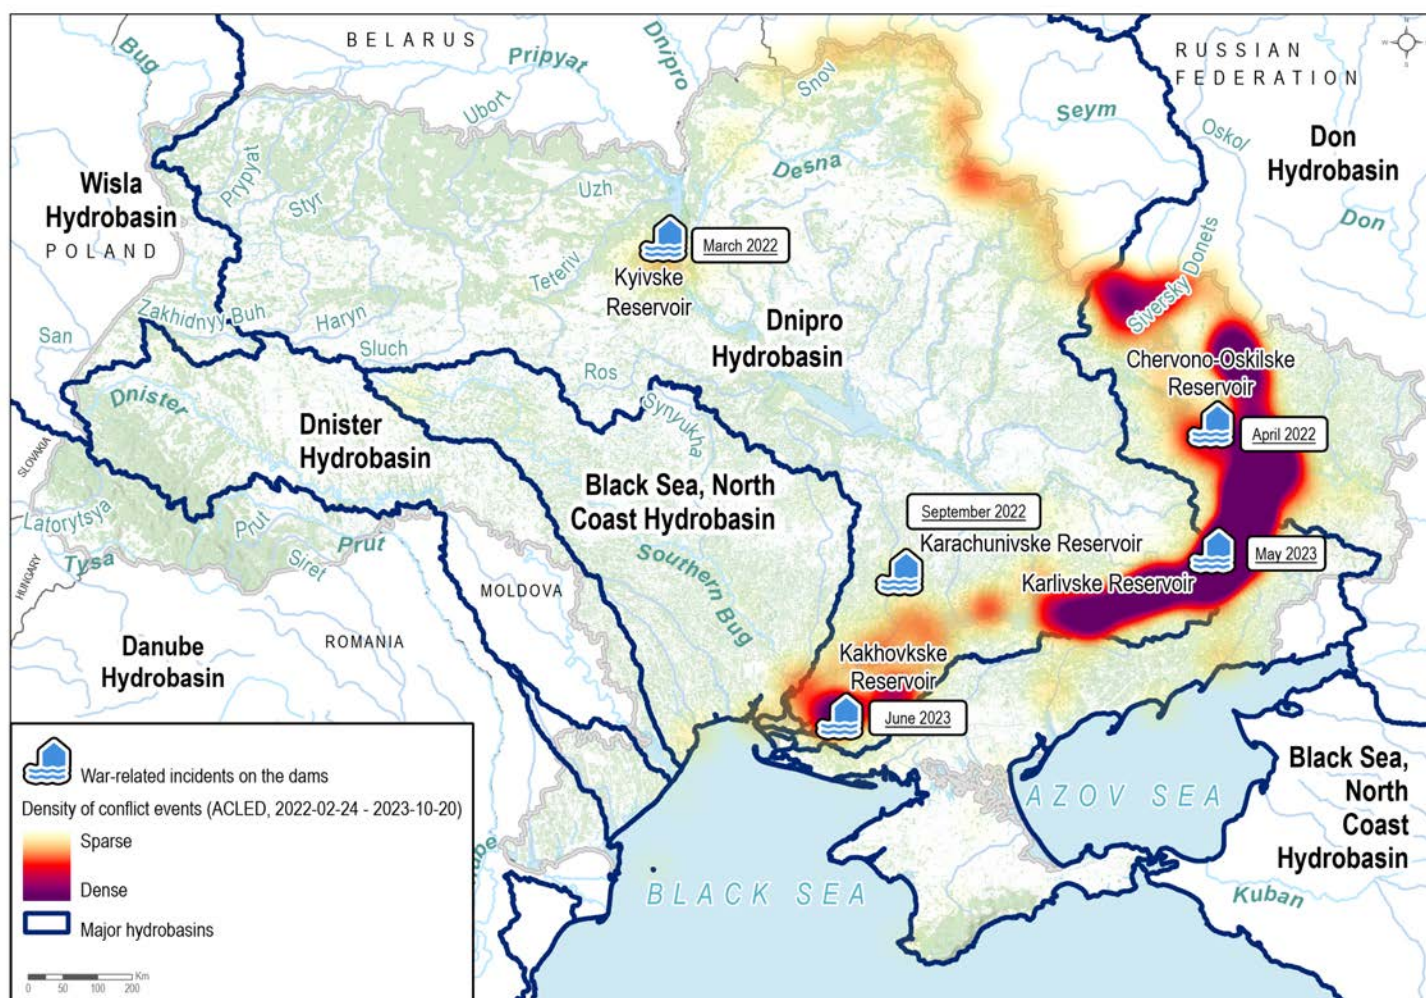 BELARUS
RUSSIAN
FEDERATION
N
W
S
Bug
Pripyat
Dnipro
Ubort
Snov
Seym
Oskol
Don
Hydrobasin
Don
Wisla
Hydrobasin
POLAND
Prypyat
Styr
Uzh
Desna
March 2022
Kyivske
Reservoir
Teteriv
Siversky Donets
San
Zakhidnyy Buh
Haryn
Sluch
Ros
Dnipro
Hydrobasin
Chervono-Oskilske
Reservoir
April 2022
Dnister
Dnister
Hydrobasin
Synyukha
Black Sea, North
Coast Hydrobasin
SLOVAKIA
Latorytsya
Tysa
HUNGARY
Prut
Siret
Prut
Southern Bug
MOLDOVA
September 2022
Karachunivske Reservoir
Karlivske Reservoir
May 2023
ROMANIA
Danube
Hydrobasin
Kakhovkske
Reservoir
June 2023
AZOV SEA
BLACK SEA
Black Sea,
North
Coast
Hydrobasin
Kuban
War-related incidents on the dams
Density of conflict events (ACLED, 2022-02-24 - 2023-10-20)
Sparse
Dense
Major hydrobasins
Km
0 50 100 200
ube